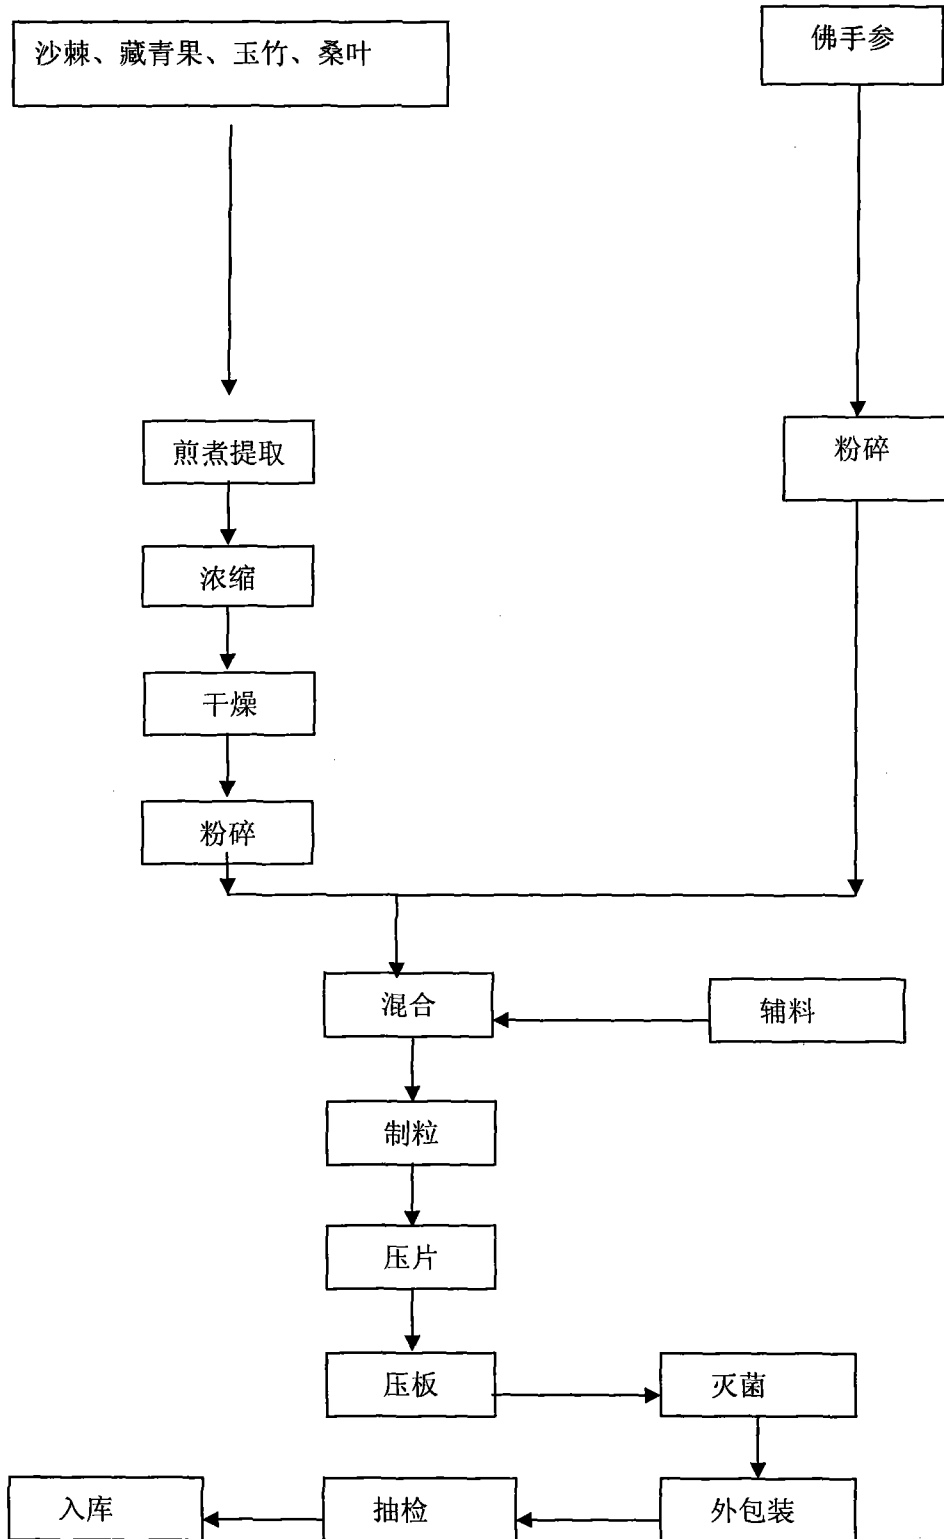 沙棘、藏青果、玉竹、桑叶
佛手参
煎煮提取
粉碎
浓缩
干燥
粉碎
混合
辅料
制粒
压片
压板
灭菌
入库
抽检
外包装